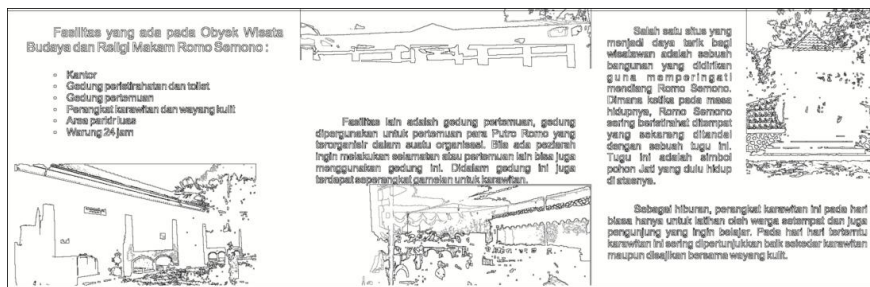 Fasilitas yang ada pada Obyek Wisata
Budaya dan Religi Makam Romo Semono :
Kantor
Gedung peristirahatan dan toilet
Gedung pertemuan
Perangkat karawitan dan wayang kulit
Area parkir luas
Warung 24 jam
Fasilitas lain adalah gedung pertemuan, gedung
dipergunakan untuk pertemuan para Putro Romo yang
terorganisir dalam suatu organisasi. Bila ada peziarah
ingin melakukan selamatan atau pertemuan lain bisa juga
menggunakan gedung ini. Didalam gedung ini juga
terdapat seperangkat gamelan untuk karawitan.
Salah satu situs yang
menjadi daya tarik bagi
wisatawan adalah sebuah
bangunan yang didirikan
guna memperingati
mendiang Romo Semono.
Dimana ketika pada masa
hidupnya, Romo Semono
sering beristirahat ditempat
yang sekarang ditandai
dengan sebuah tugu ini.
Tugu ini adalah simbol
pohon Jati yang dulu hidup
di atasnya.
Sebagai hiburan, perangkat karawitan ini pada hari
biasa hanya untuk latihan oleh warga setempat dan juga
pengunjung yang ingin belajar. Pada hari hari tertentu
karawitan ini sering dipertunjukkan baik sekedar karawitan
maupun disajikan bersama wayang kulit.